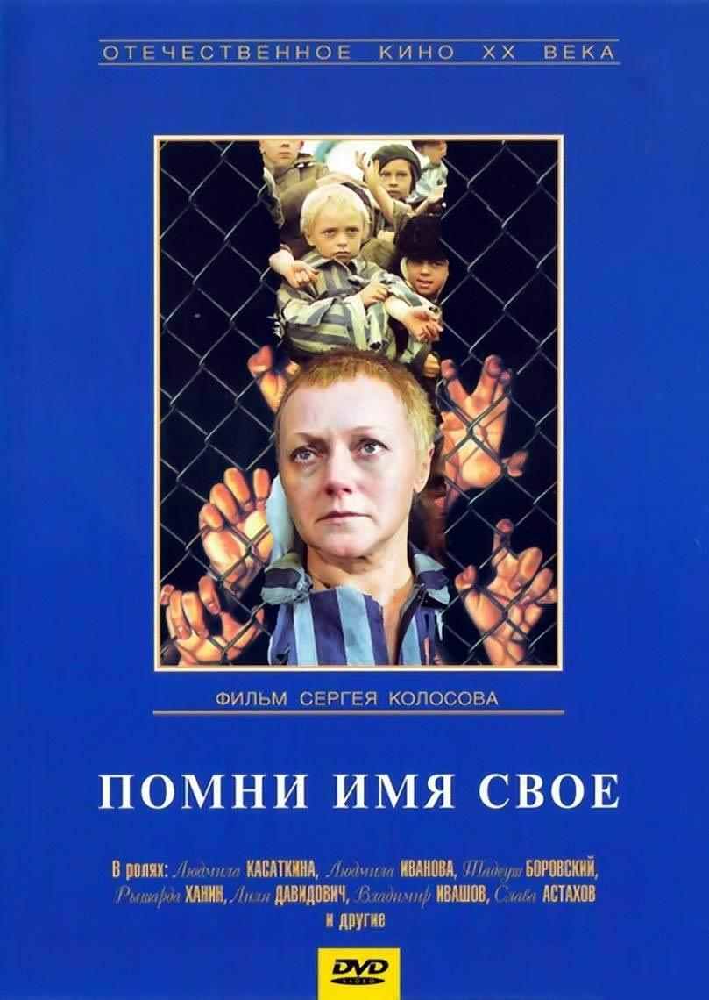 ОТЕЧЕСТВЕННОЕ КИНО XX ВЕКА
ФИЛЬМ СЕРГЕЯ КОЛОСОВА
ПОМНИ ИМЯ СВОЕ
В ролях: Людмила КАСАТКИНА, Людмила ИВАНОВА, Тадеуш БОРОВСКИЙ,
Рышарда ХАНИН, Лиля ДАВИДОВИЧ, Владимир ИВАШОВ, Слава АСТАХОВ
и другие
DVD
VIDEO